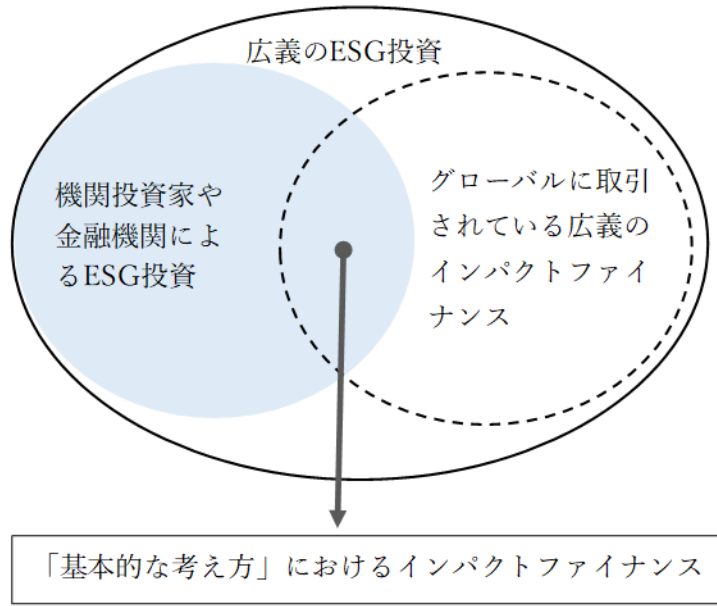 広義のESG投資
機関投資家や
金融機関によ
るESG投資
グローバルに取引
されている広義の
インパクトファイ
ナンス
「基本的な考え方」におけるインパクトファイナンス